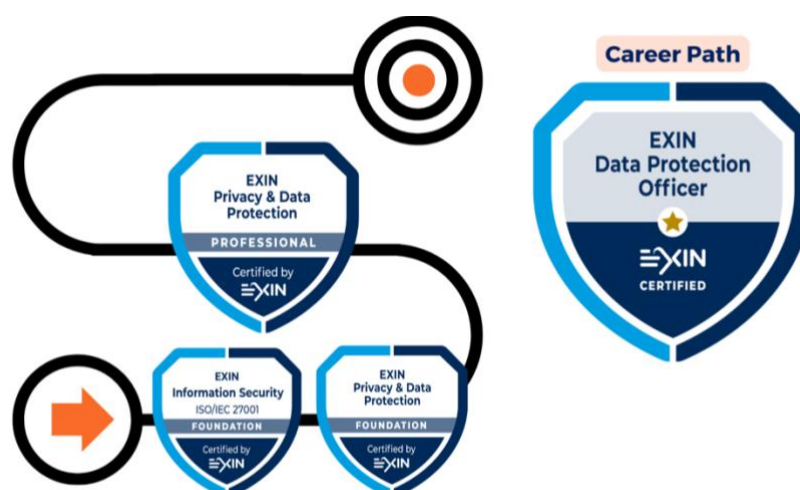 Career Path
EXIN
Data Protection
Officer
EXIN
CERTIFIED
EXIN
Privacy & Data
Protection
PROFESSIONAL
Certified by
EXIN
EXIN
Information Security
ISO/IEC 27001
FOUNDATION
Certified by
EXIN
EXIN
Privacy & Data
Protection
FOUNDATION
Certified by
EXIN